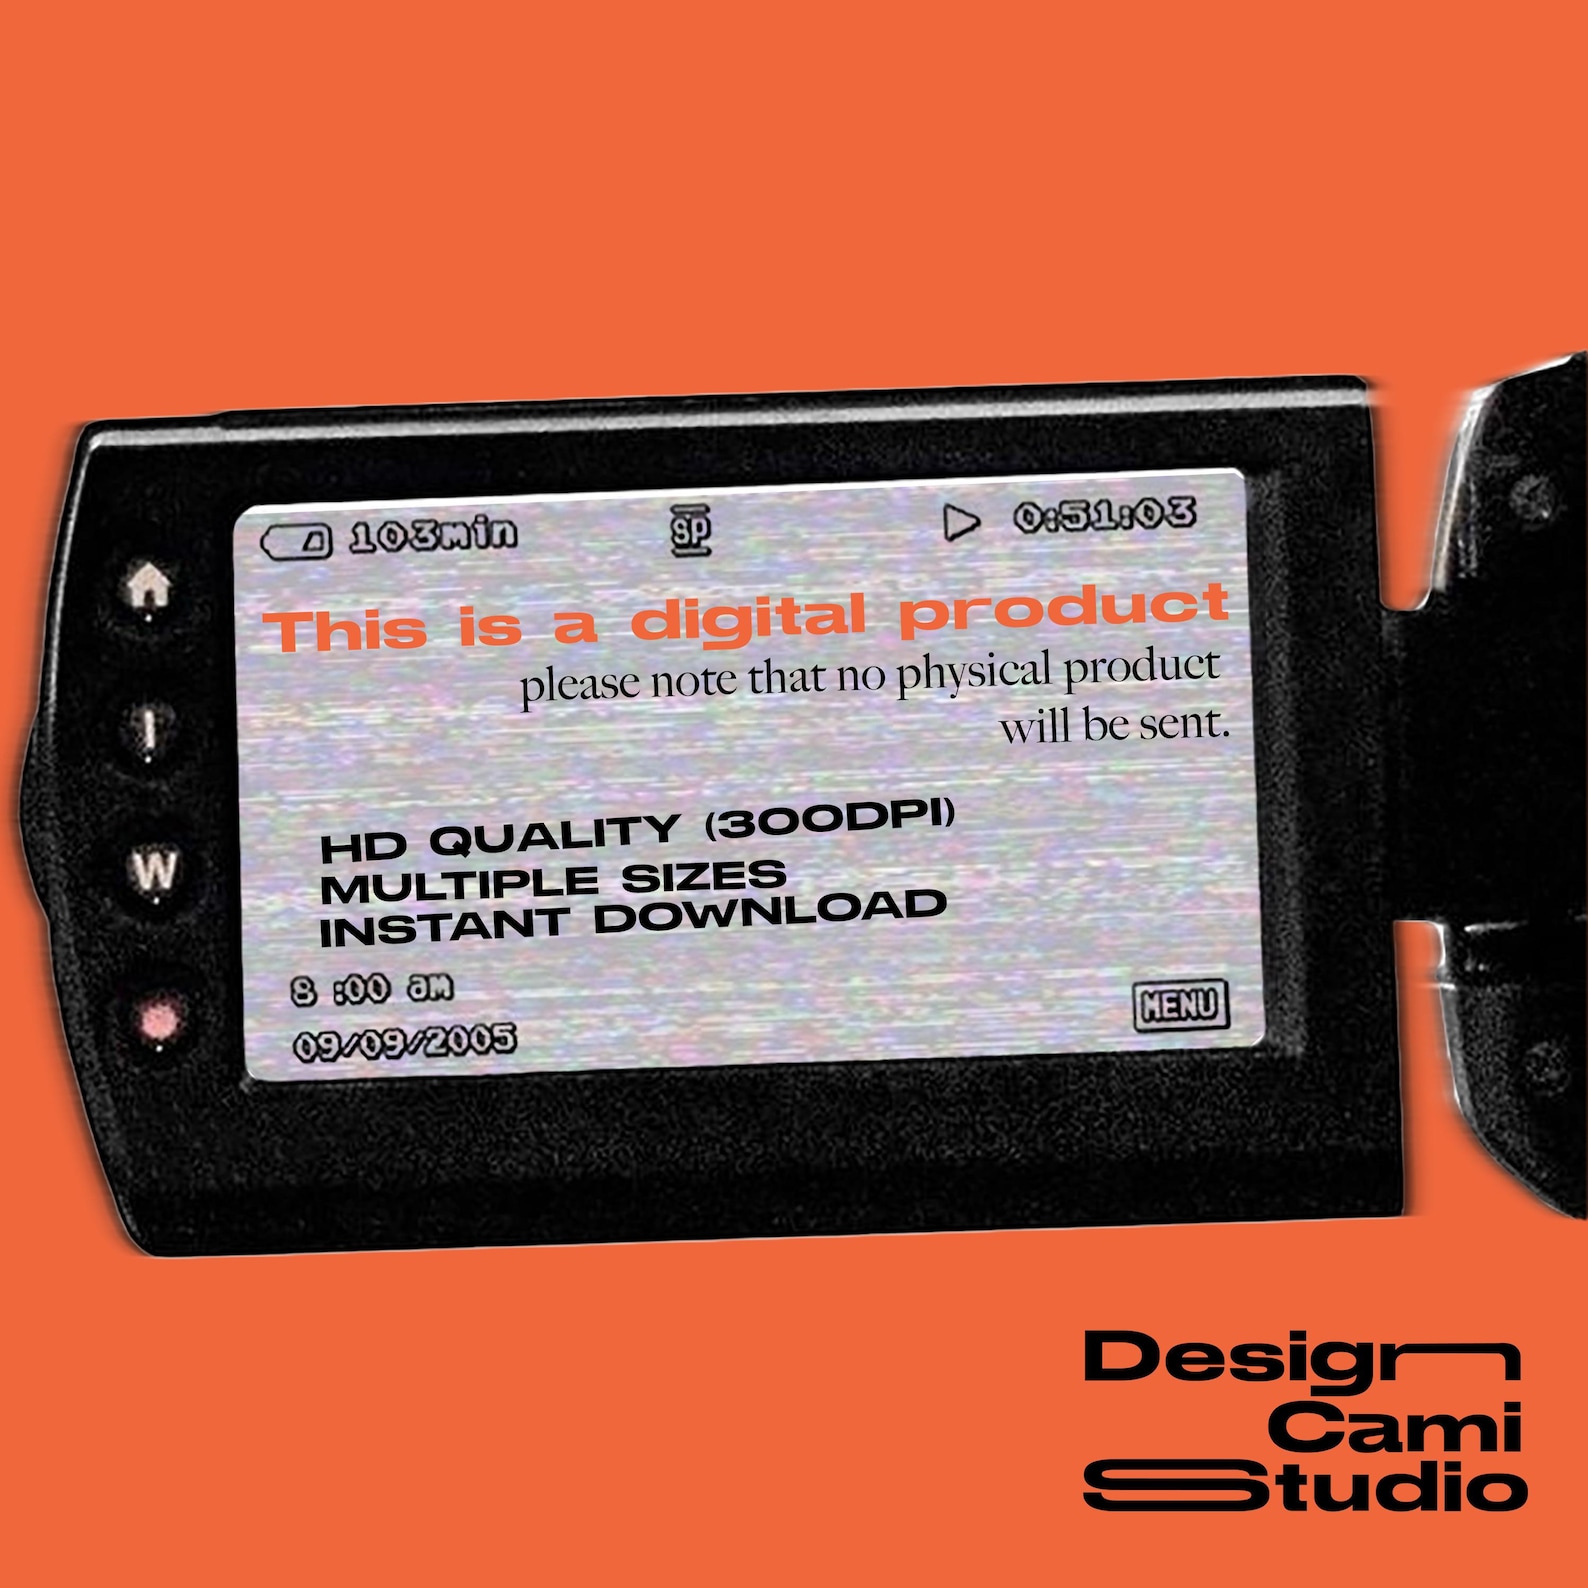 103min SP 0:51:03
This is a digital product
please note that no physical product
will be sent.
HD QUALITY (300DPI)
MULTIPLE SIZES
INSTANT DOWNLOAD
8 :00 am
09/09/2005 MENU
T
W
Design
Cami
Studio